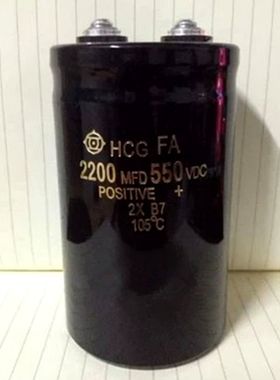 HCG FA
2200 MFD 550 VDC
POSITIVE +
2X B7
105°C